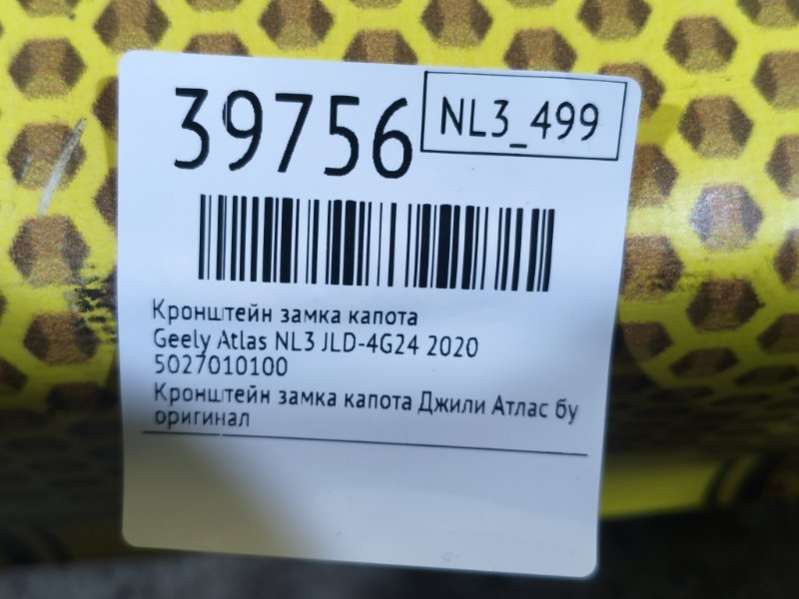 39756
NL3_499
Кронштейн замка капота
Geely Atlas NL3 JLD-4G24 2020
5027010100
Кронштейн замка капота Джили Атлас бу
оригинал